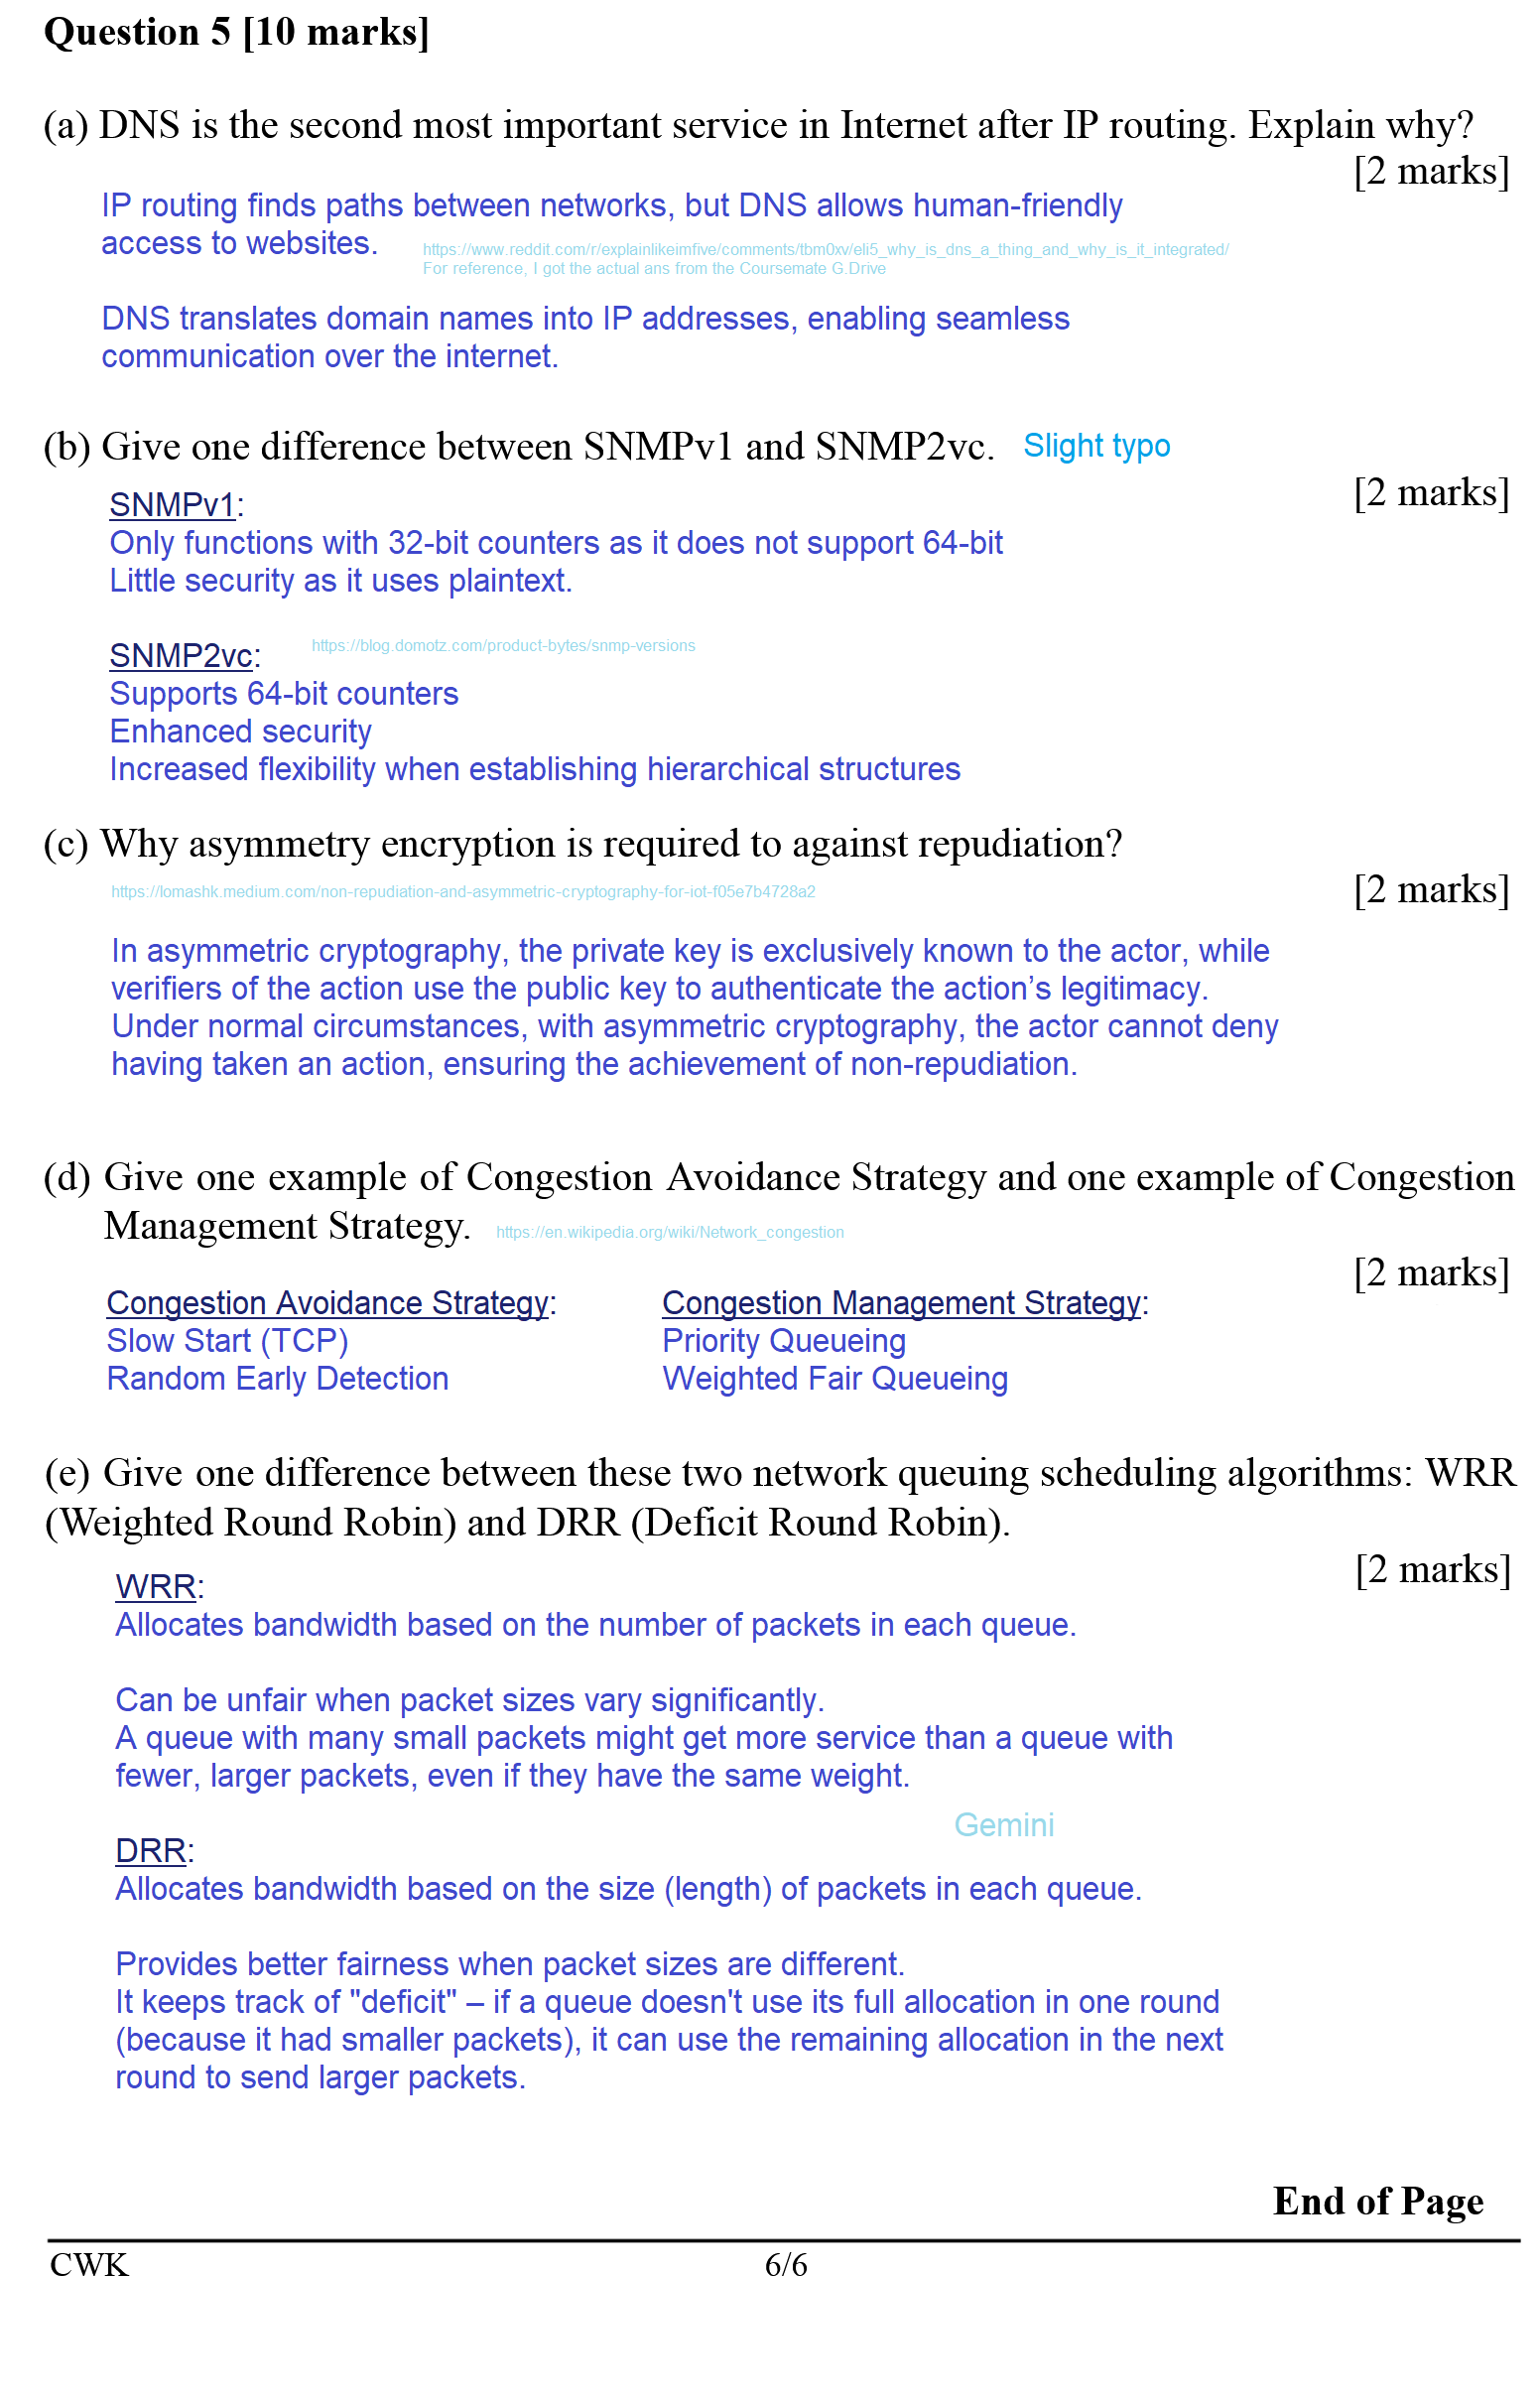 Question 5 [10 marks]
(a) DNS is the second most important service in Internet after IP routing. Explain why?
[2 marks]
IP routing finds paths between networks, but DNS allows human-friendly
access to websites.
https://www.reddit.com/r/explainlikeimfive/comments/tbm0xv/eli5_why_is_dns_a_thing_and_why_is_it_integrated/
For reference, I got the actual ans from the Coursemate G.Drive
DNS translates domain names into IP addresses, enabling seamless
communication over the internet.
(b) Give one difference between SNMPv1 and SNMP2vc. Slight typo
[2 marks]
SNMPv1:
Only functions with 32-bit counters as it does not support 64-bit
Little security as it uses plaintext.
https://blog.domotz.com/product-bytes/snmp-versions
SNMP2vc:
Supports 64-bit counters
Enhanced security
Increased flexibility when establishing hierarchical structures
(c) Why asymmetry encryption is required to against repudiation?
[2 marks]
https://lomashk.medium.com/non-repudiation-and-asymmetric-cryptography-for-iot-f05e7b4728a2
In asymmetric cryptography, the private key is exclusively known to the actor, while
verifiers of the action use the public key to authenticate the action’s legitimacy.
Under normal circumstances, with asymmetric cryptography, the actor cannot deny
having taken an action, ensuring the achievement of non-repudiation.
(d) Give one example of Congestion Avoidance Strategy and one example of Congestion
Management Strategy. https://en.wikipedia.org/wiki/Network_congestion
[2 marks]
Congestion Avoidance Strategy:
Slow Start (TCP)
Random Early Detection
Congestion Management Strategy:
Priority Queueing
Weighted Fair Queueing
(e) Give one difference between these two network queuing scheduling algorithms: WRR
(Weighted Round Robin) and DRR (Deficit Round Robin).
[2 marks]
WRR:
Allocates bandwidth based on the number of packets in each queue.
Can be unfair when packet sizes vary significantly.
A queue with many small packets might get more service than a queue with
fewer, larger packets, even if they have the same weight.
Gemini
DRR:
Allocates bandwidth based on the size (length) of packets in each queue.
Provides better fairness when packet sizes are different.
It keeps track of "deficit" – if a queue doesn't use its full allocation in one round
(because it had smaller packets), it can use the remaining allocation in the next
round to send larger packets.
End of Page
CWK 6/6